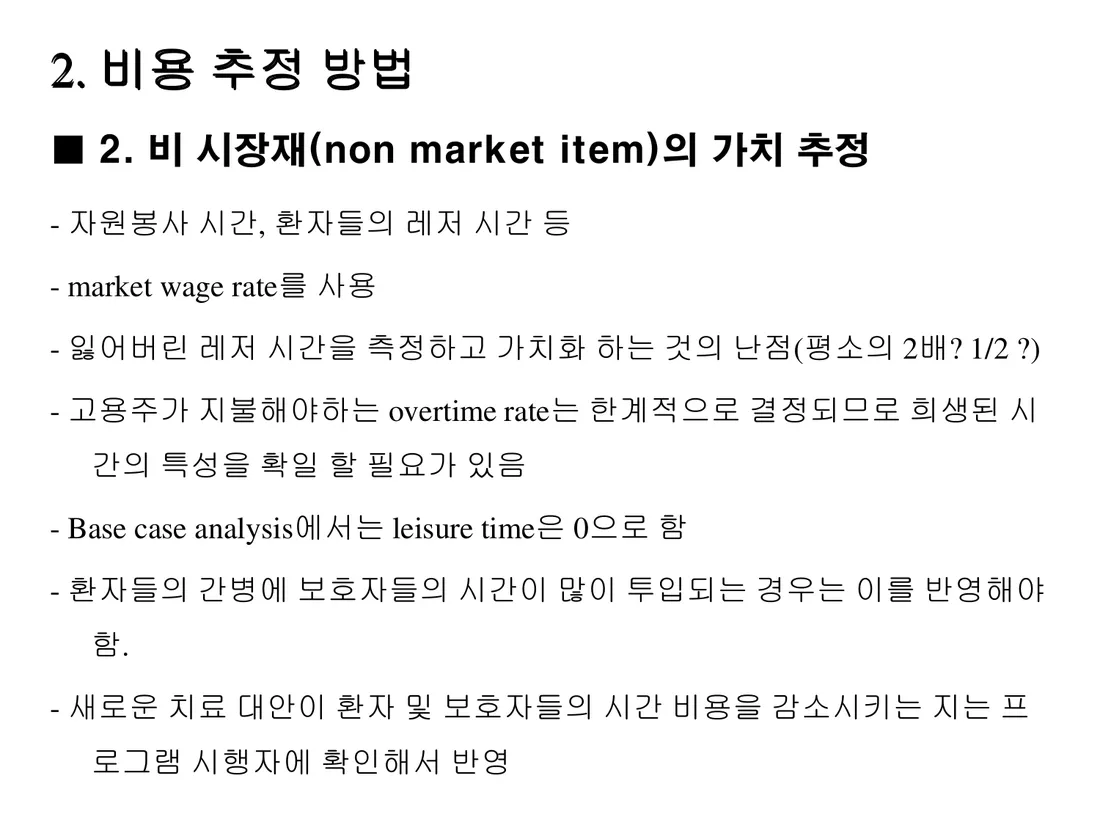 2. 비용 추정 방법
■ 2. 비 시장재(non market item)의 가치 추정
- 자원봉사 시간, 환자들의 레저 시간 등
- market wage rate를 사용
- 잃어버린 레저 시간을 측정하고 가치화 하는 것의 난점(평소의 2배? 1/2 ?)
- 고용주가 지불해야하는 overtime rate는 한계적으로 결정되므로 희생된 시
간의 특성을 확일 할 필요가 있음
- Base case analysis에서는 leisure time은 0으로 함
- 환자들의 간병에 보호자들의 시간이 많이 투입되는 경우는 이를 반영해야
함.
- 새로운 치료 대안이 환자 및 보호자들의 시간 비용을 감소시키는 지는 프
로그램 시행자에 확인해서 반영